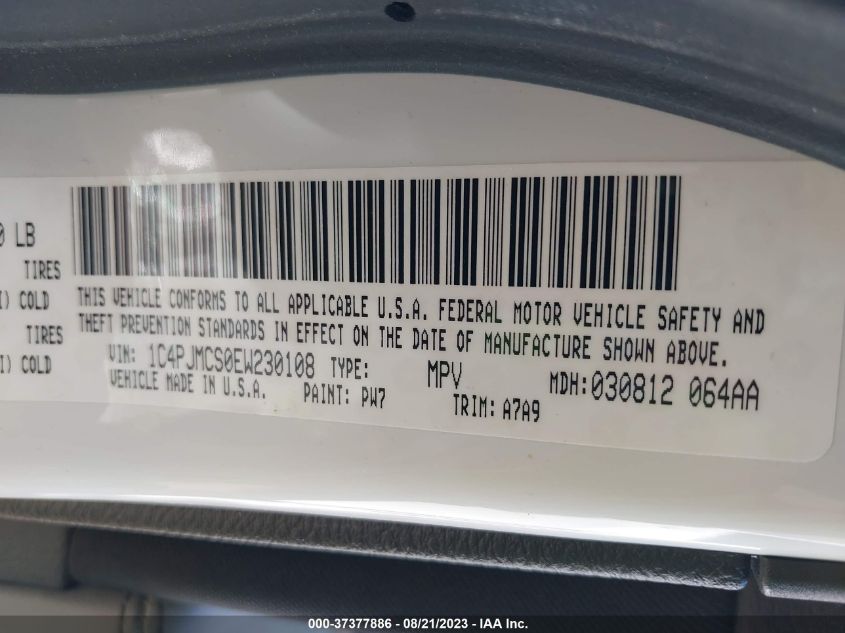 0 LB
TIRES
I) COLD
TIRES
I) COLD
THIS VEHICLE CONFORMS TO ALL APPLICABLE U.S.A. FEDERAL MOTOR VEHICLE SAFETY AND
THEFT PREVENTION STANDARDS IN EFFECT ON THE DATE OF MANUFACTURE SHOWN ABOVE.
VIN: 1C4PJMCS0EW230108 TYPE: MPV MDH:030812 064AA
VEHICLE MADE IN U.S.A. PAINT: PW7 TRIM: A7A9
000-37377886 - 08/21/2023 - IAA Inc.